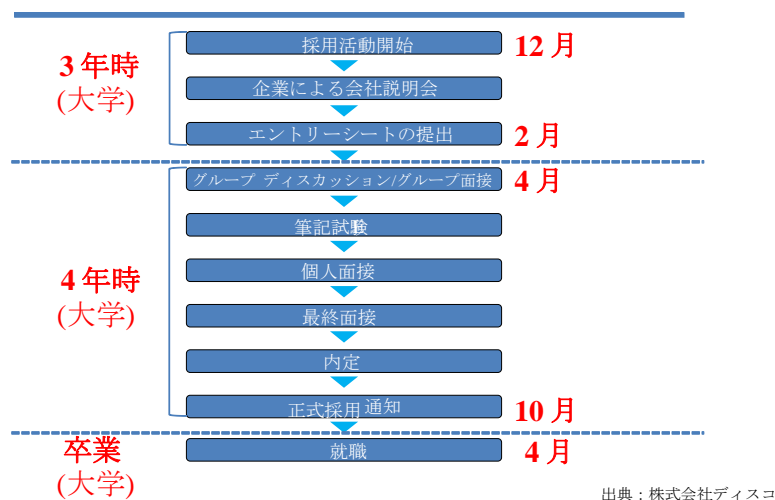 採用活動開始 12月
3年時
(大学)
企業による会社説明会
エントリーシートの提出 2月
グループ ディスカッション/グループ面接 4月
筆記試験
4年時
(大学)
個人面接
最終面接
内定
正式採用通知 10月
卒業
(大学)
就職 4月
出典：株式会社ディスコ